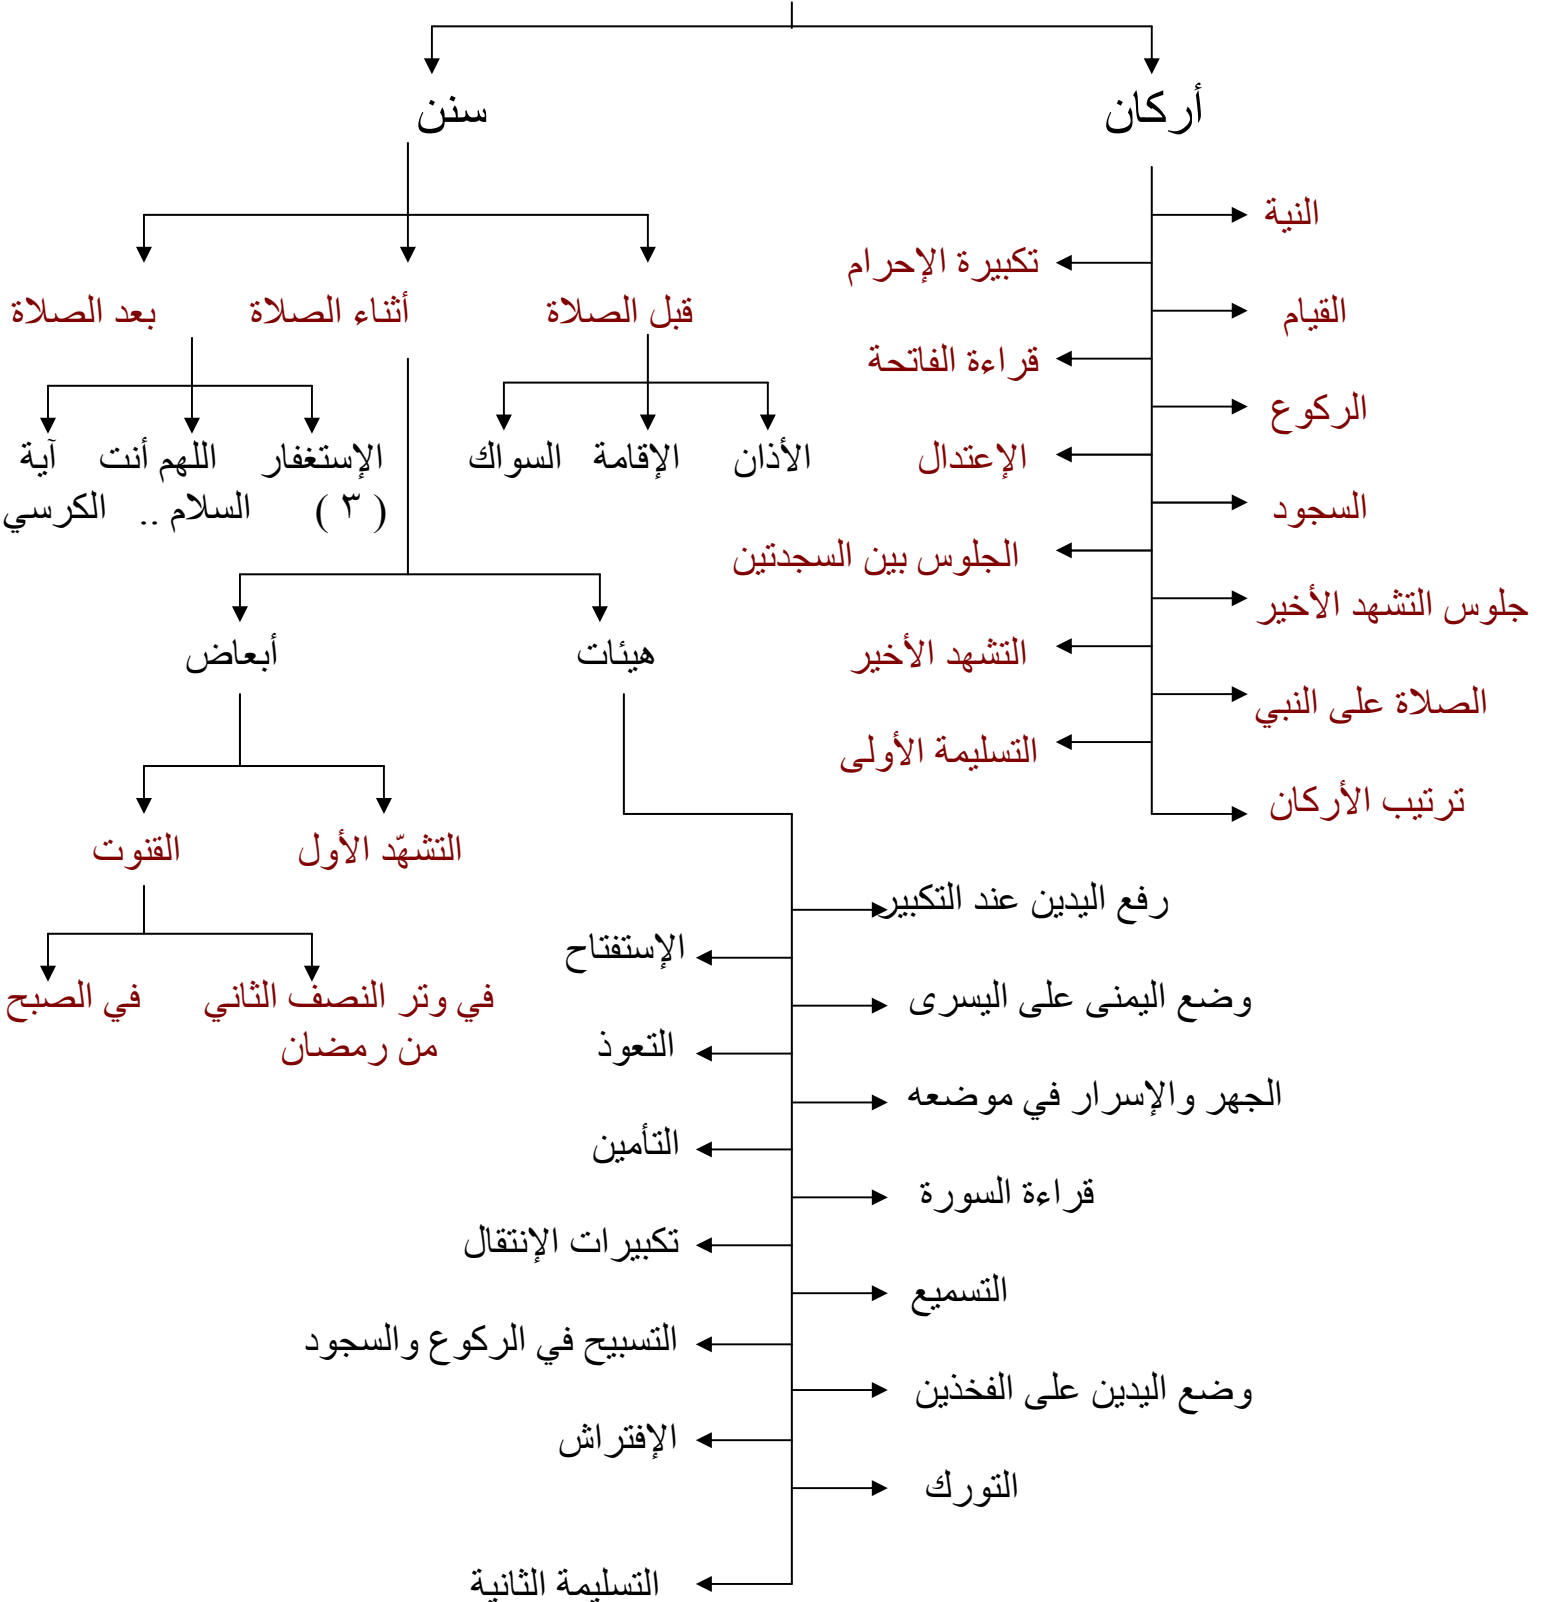 أركان
سنن
النية
تكبيرة الإحرام
القيام
قراءة الفاتحة
الركوع
الإعتدال
السجود
الجلوس بين السجدتين
جلوس التشهد الأخير
التشهد الأخير
الصلاة على النبي
التسليمة الأولى
ترتيب الأركان
قبل الصلاة
أثناء الصلاة
بعد الصلاة
الأذان
الإقامة
السواك
الإستغفار
( ٣ )
اللهم أنت
السلام ..
آية
الكرسي
هيئات
أبعاض
التشهّد الأول
القنوت
في وتر النصف الثاني
من رمضان
في الصبح
رفع اليدين عند التكبير
الإستفتاح
وضع اليمنى على اليسرى
التعوذ
الجهر والإسرار في موضعه
التأمين
قراءة السورة
تكبيرات الإنتقال
التسميع
التسبيح في الركوع والسجود
وضع اليدين على الفخذين
الإفتراش
التورك
التسليمة الثانية